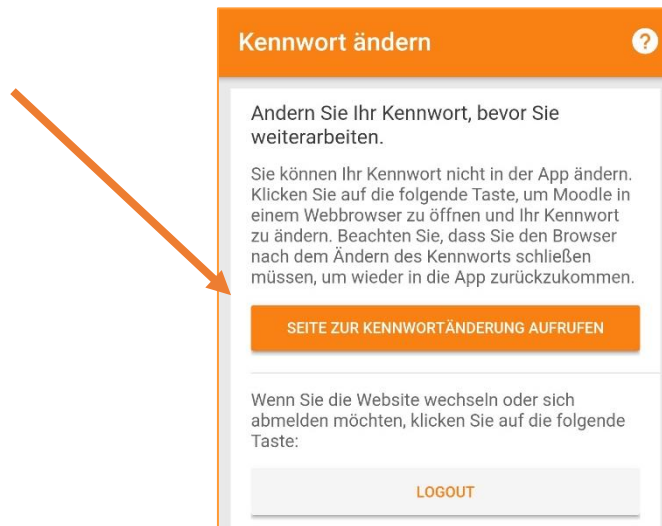 Kennwort ändern ?
Andern Sie Ihr Kennwort, bevor Sie
weiterarbeiten.
Sie können Ihr Kennwort nicht in der App ändern.
Klicken Sie auf die folgende Taste, um Moodle in
einem Webbrowser zu öffnen und Ihr Kennwort
zu ändern. Beachten Sie, dass Sie den Browser
nach dem Ändern des Kennworts schließen
müssen, um wieder in die App zurückzukommen.
SEITE ZUR KENNWORTÄNDERUNG AUFRUFEN
Wenn Sie die Website wechseln oder sich
abmelden möchten, klicken Sie auf die folgende
Taste:
LOGOUT